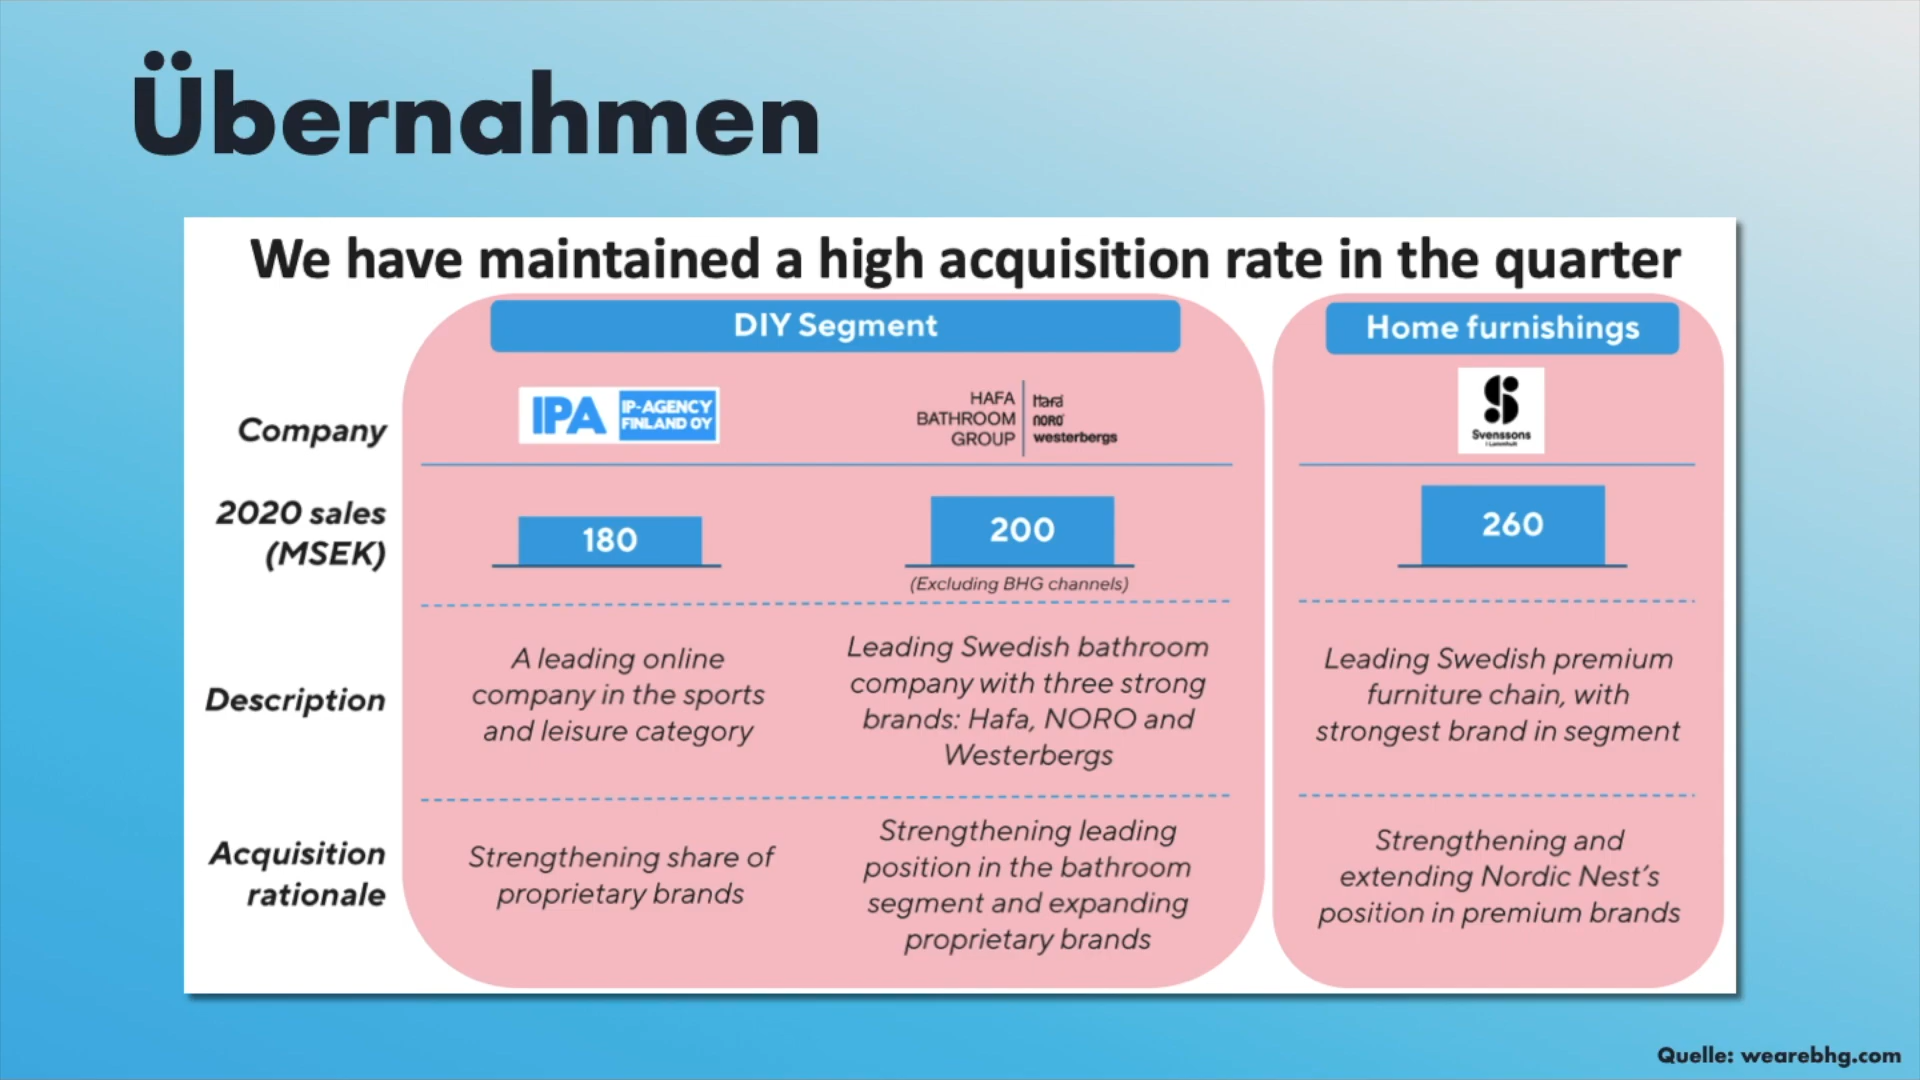 Übernahmen
We have maintained a high acquisition rate in the quarter
DIY Segment
Home furnishings
Company
IPA
IP-AGENCY
FINLAND OY
HAFA
BATHROOM
GROUP
Hafa
NORO
westerbergs
Svenssons
i Lammhult
2020 sales
(MSEK)
180
200
(Excluding BHG channels)
260
Description
A leading online
company in the sports
and leisure category
Leading Swedish bathroom
company with three strong
brands: Hafa, NORO and
Westerbergs
Leading Swedish premium
furniture chain, with
strongest brand in segment
Acquisition
rationale
Strengthening share of
proprietary brands
Strengthening leading
position in the bathroom
segment and expanding
proprietary brands
Strengthening and
extending Nordic Nest's
position in premium brands
Quelle: wearebhg.com